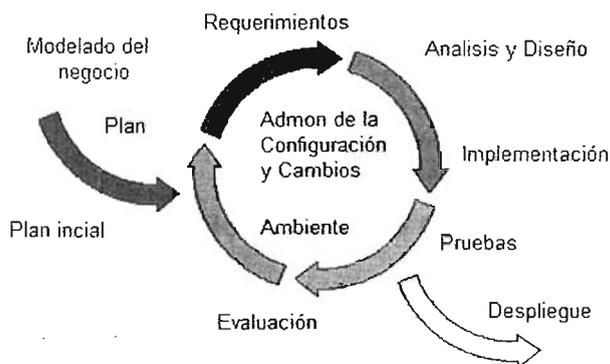 Requerimientos
Modelado del
negocio
Analisis y Diseño
Plan
Admon de la
Configuración
y Cambios
Implementación
Plan incial
Ambiente
Pruebas
Evaluación
Despliegue